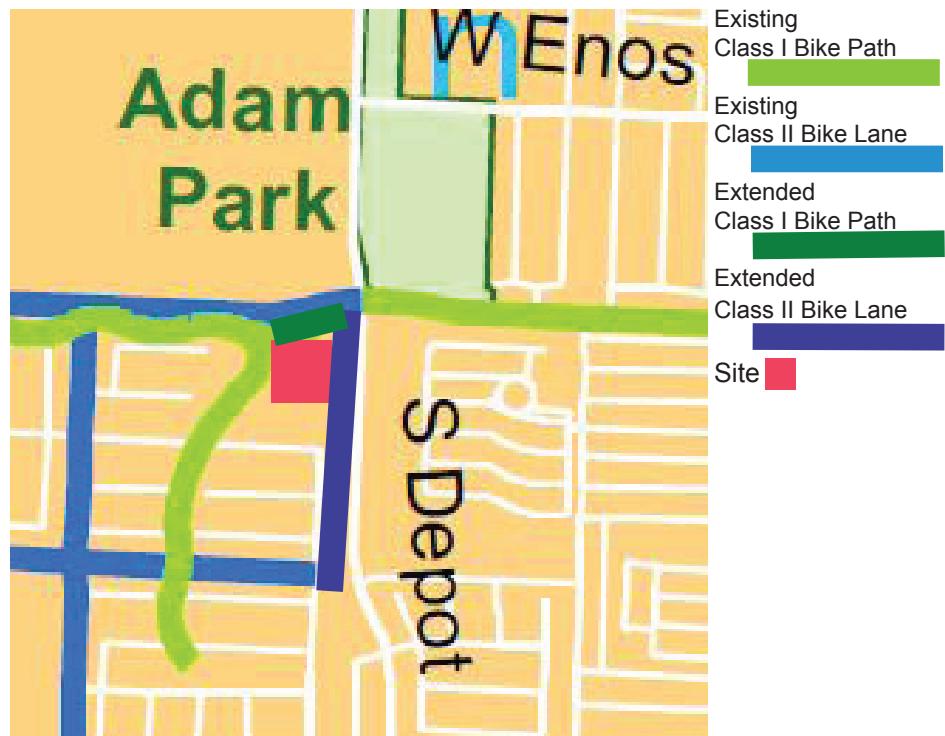 Adam
Park
W Enos
S Depot
Existing
Class I Bike Path
Existing
Class II Bike Lane
Extended
Class I Bike Path
Extended
Class II Bike Lane
Site